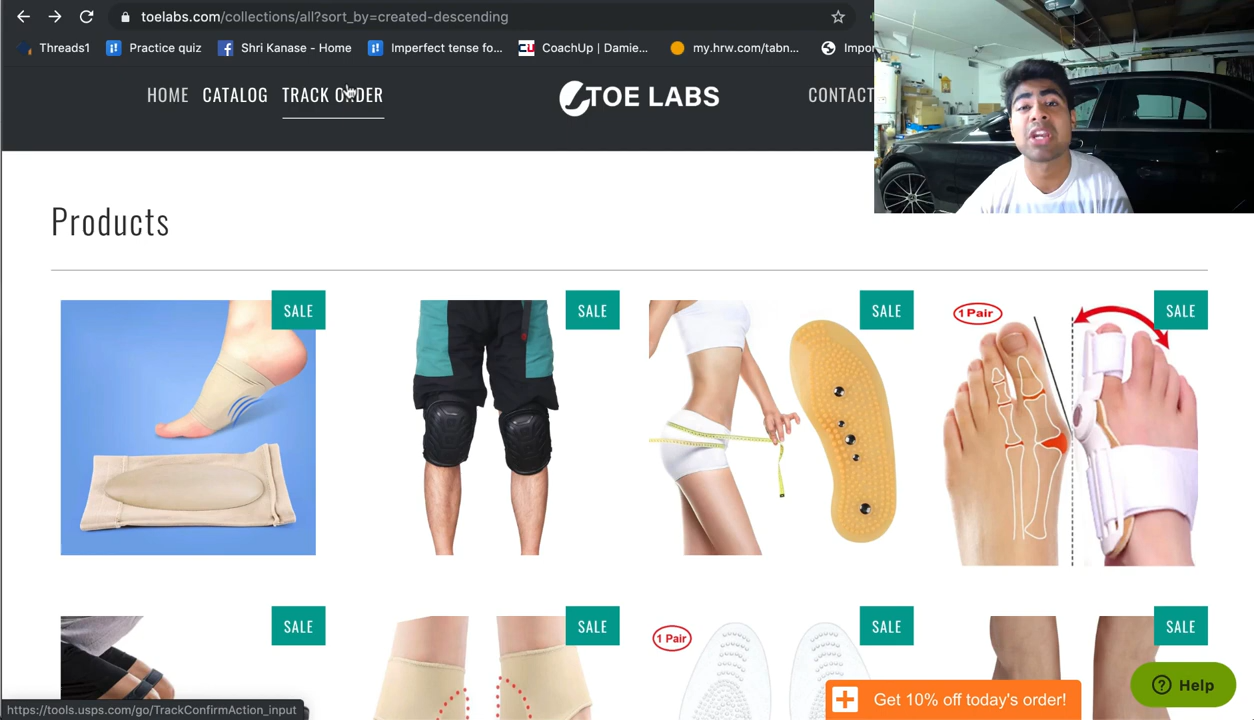 toelabs.com/collections/all?sort_by=created-descending
Threads1
Practice quiz
Shri Kanase - Home
Imperfect tense fo...
CU
CoachUp | Damie...
my.hrw.com/tabn...
Impor
HOME
CATALOG
TRACK ORDER
TOE LABS
CONTACT
Products
SALE
SALE
SALE
1 Pair
SALE
SALE
SALE
1 Pair
SALE
SALE
Get 10% off today's order!
Help
https://tools.usps.com/go/TrackConfirmAction_input